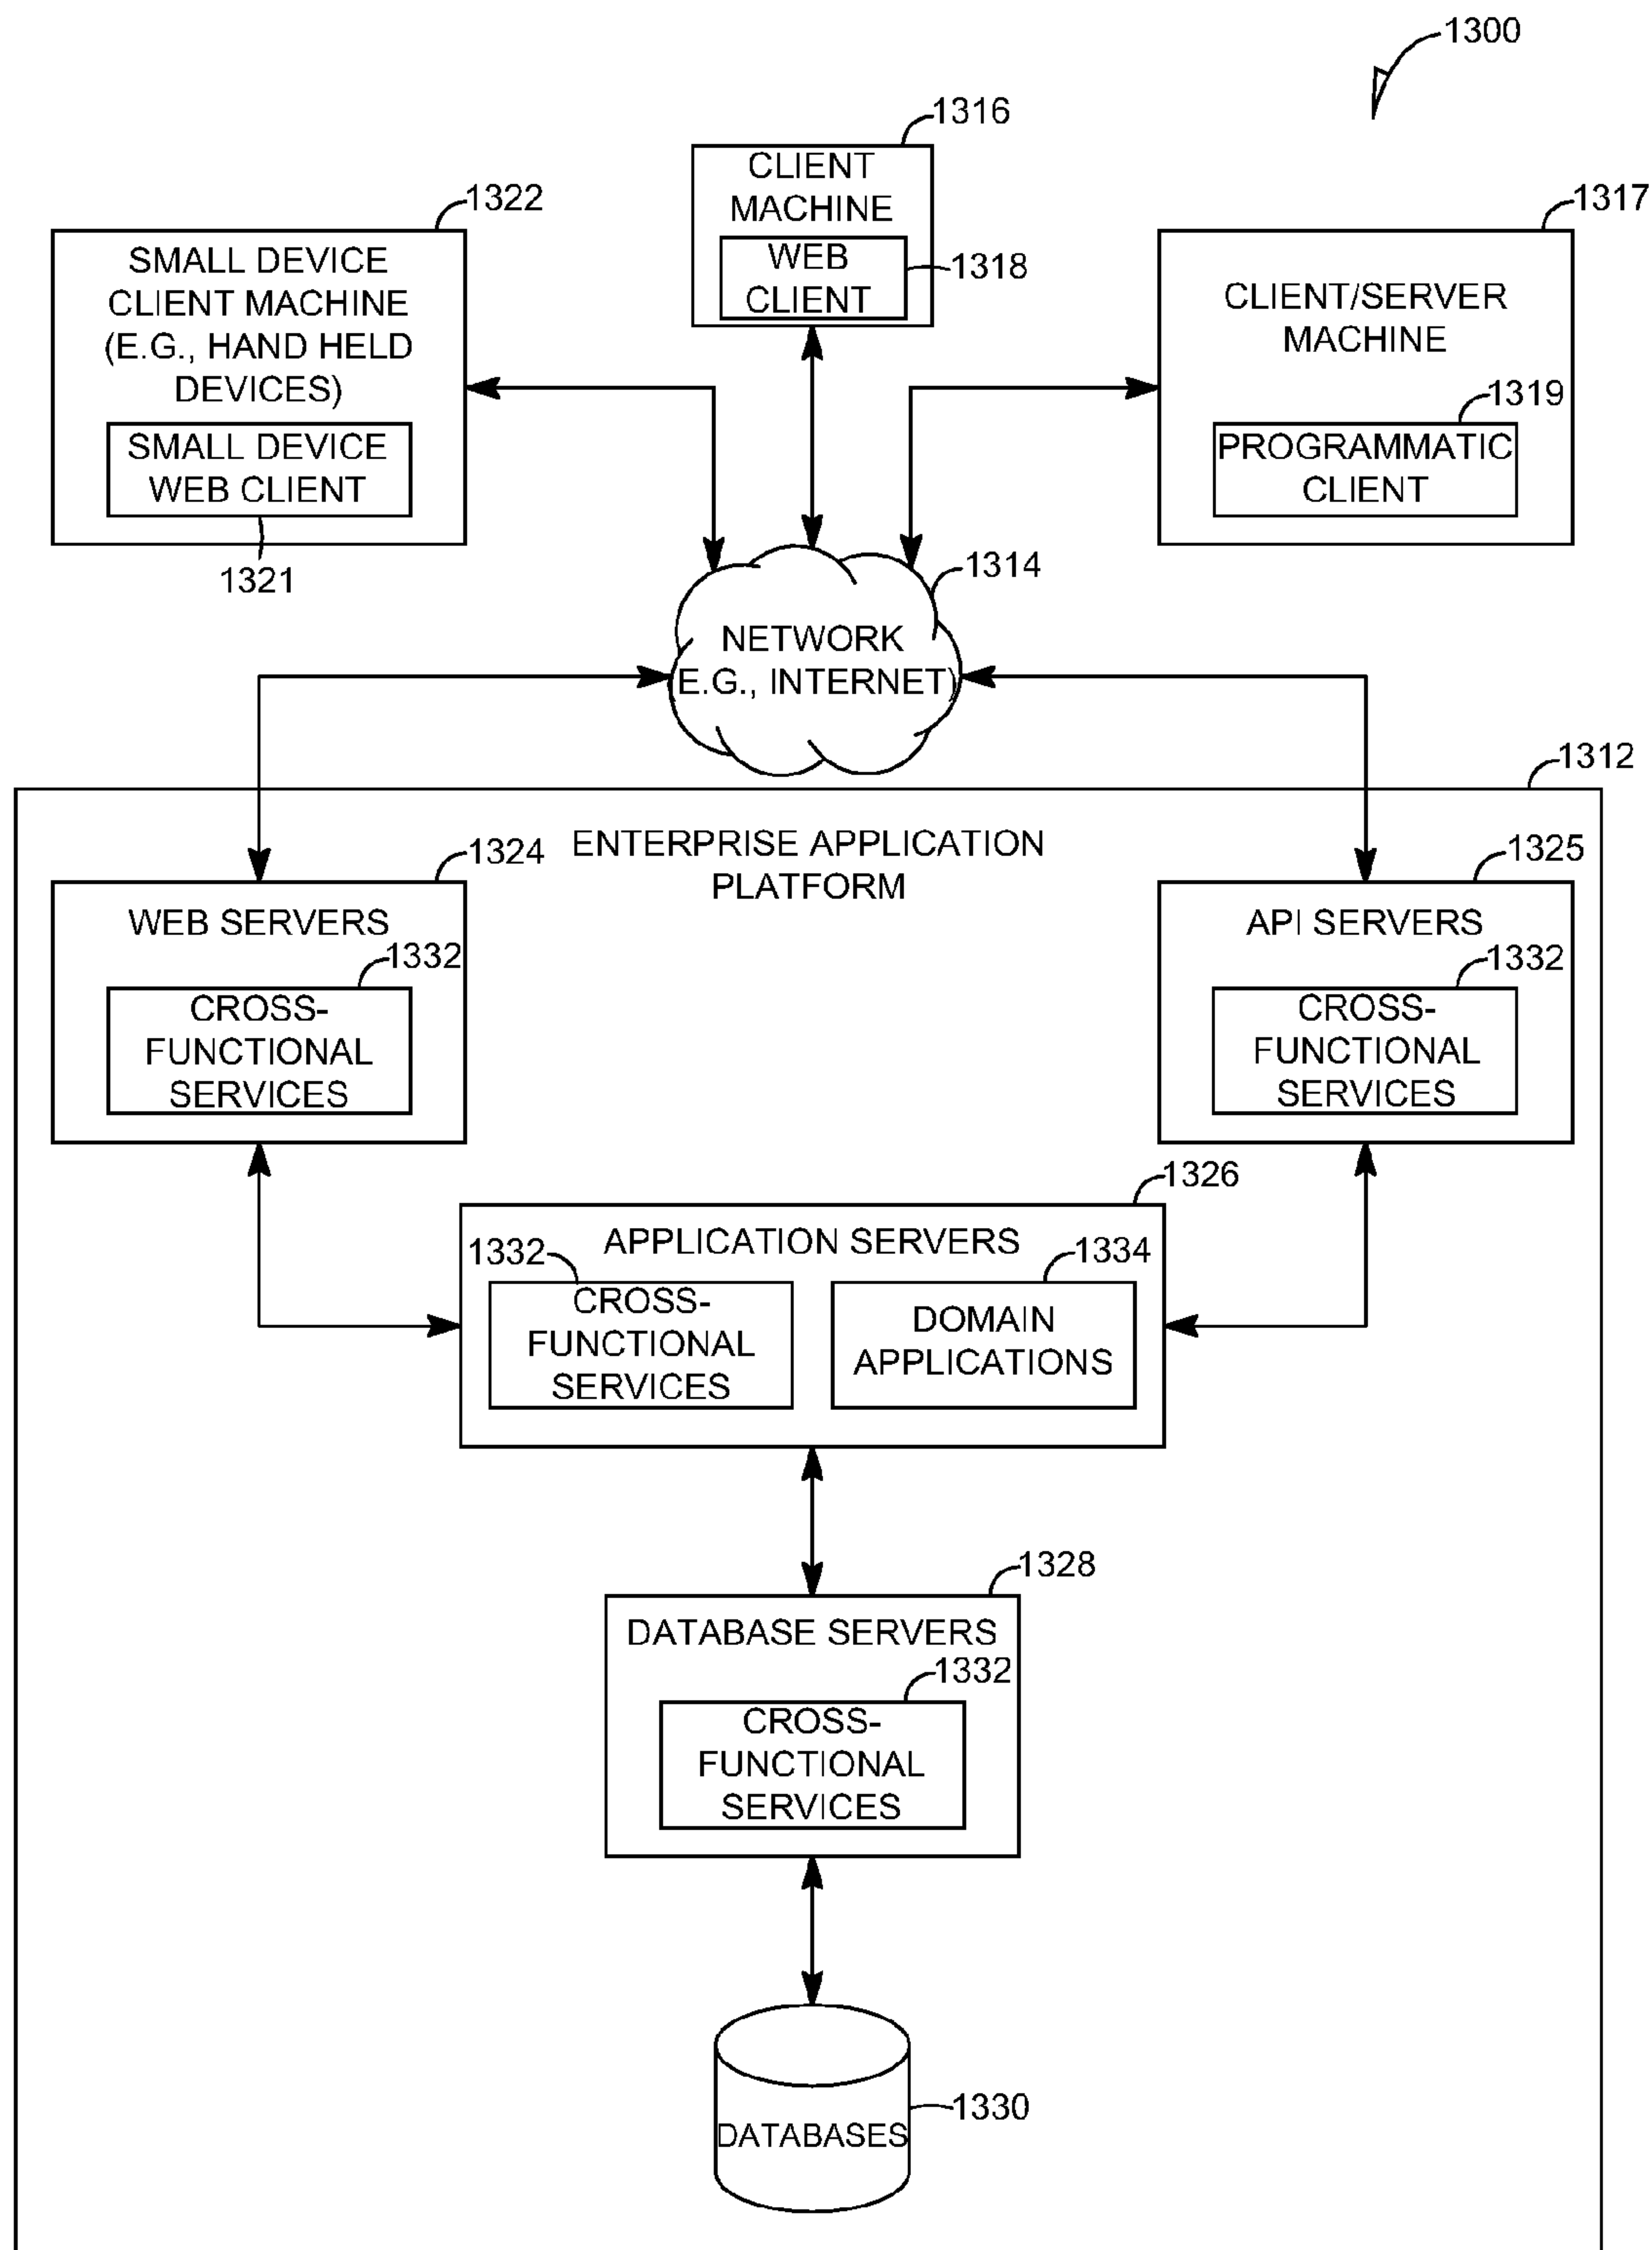 1300
1316
CLIENT
MACHINE
WEB
CLIENT
1318
1322
SMALL DEVICE
CLIENT MACHINE
(E.G., HAND HELD
DEVICES)
SMALL DEVICE
WEB CLIENT
1321
1317
CLIENT/SERVER
MACHINE
1319
PROGRAMMATIC
CLIENT
1314
NETWORK
E.G., INTERNET)
1312
ENTERPRISE APPLICATION
PLATFORM
1324
WEB SERVERS
1332
CROSS-
FUNCTIONAL
SERVICES
1325
API SERVERS
1332
CROSS-
FUNCTIONAL
SERVICES
1326
APPLICATION SERVERS
1332
CROSS-
FUNCTIONAL
SERVICES
1334
DOMAIN
APPLICATIONS
1328
DATABASE SERVERS
1332
CROSS-
FUNCTIONAL
SERVICES
1330
DATABASES